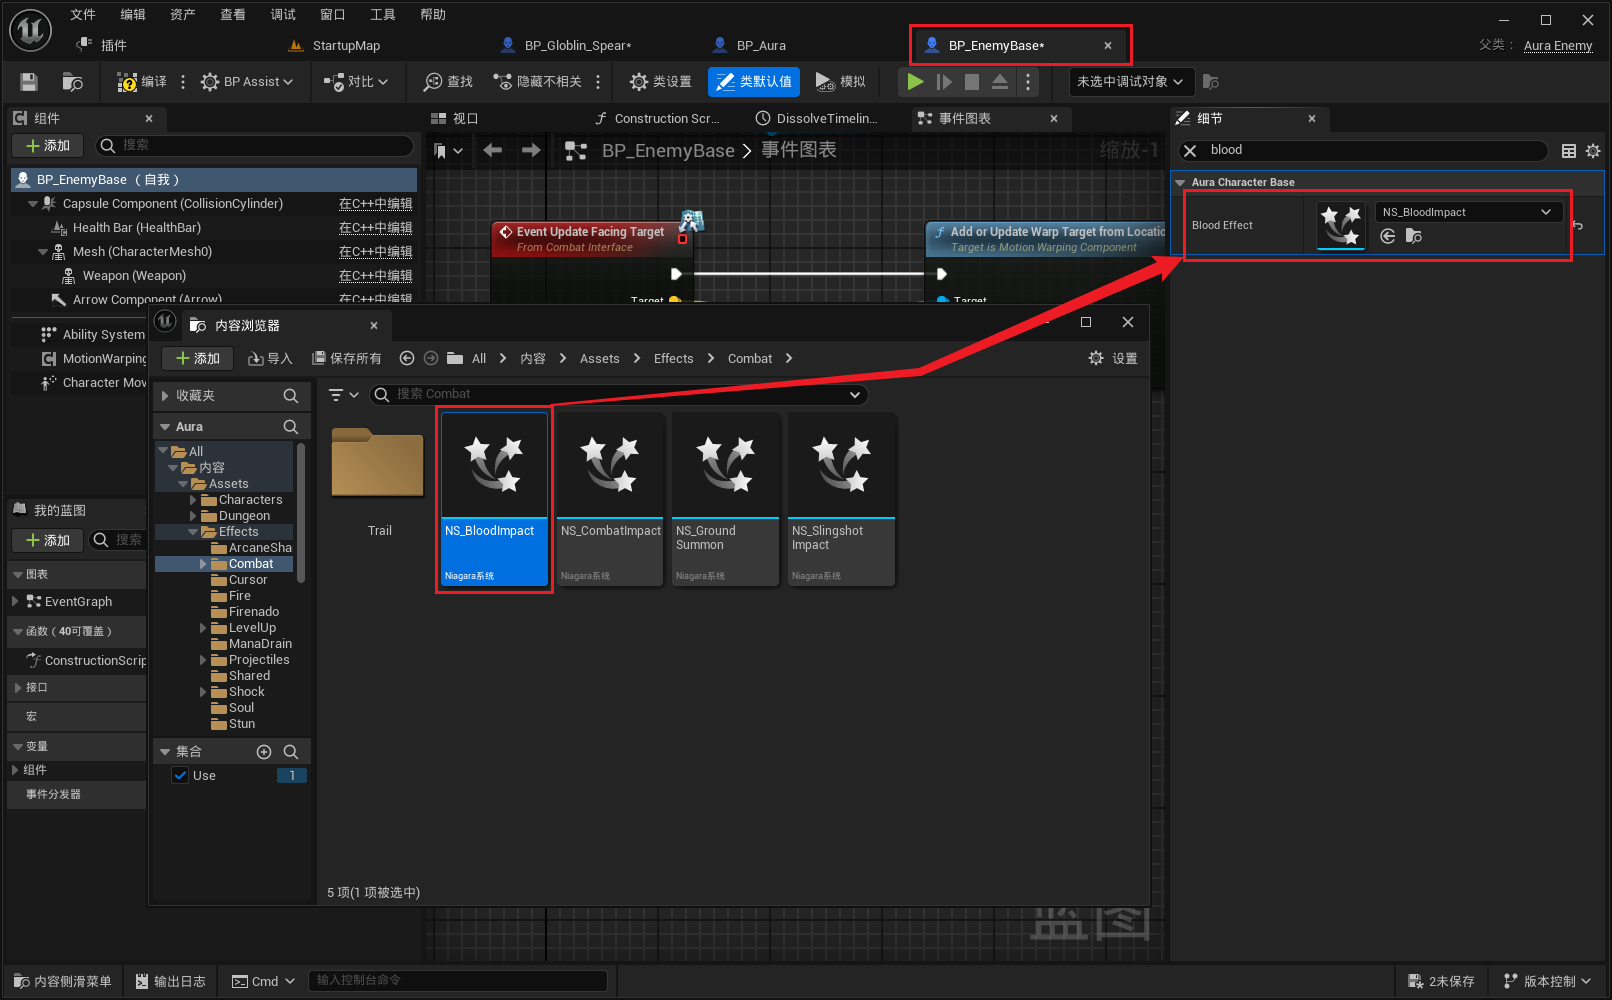 文件 编辑 资产 查看 调试 窗口 工具 帮助
插件 StartupMap BP_Globlin_Spear* BP_Aura BP_EnemyBase* 父类： Aura Enemy
编译 BP Assist 对比 查找 隐藏不相关 类设置 类默认值 模拟 未选中调试对象
组件
添加 搜索
BP_EnemyBase （自我）
Capsule Component (CollisionCylinder) 在C++中编辑
Health Bar (HealthBar) 在C++中编辑
Mesh (CharacterMesh0) 在C++中编辑
Weapon (Weapon) 在C++中编辑
Arrow Component (Arrow) 在C++中编辑
Ability System
MotionWarping
Character Mov
视口 Construction Scr... DissolveTimelin... 事件图表
BP_EnemyBase 事件图表 缩放-1
Event Update Facing Target
From Combat Interface
Target
Add or Update Warp Target from Locatio
Target is Motion Warping Component
Target
细节
blood
Aura Character Base
Blood Effect NS_BloodImpact
内容浏览器
添加 导入 保存所有 All 内容 Assets Effects Combat 设置
收藏夹
Aura
All
内容
Assets
Characters
Dungeon
Effects
ArcaneSha
Combat
Cursor
Fire
Firenado
LevelUp
ManaDrain
Projectiles
Shared
Shock
Soul
Stun
集合
Use 1
搜索 Combat
Trail
NS_BloodImpact
Niagara系统
NS_CombatImpact
Niagara系统
NS_Ground
Summon
Niagara系统
NS_Slingshot
Impact
Niagara系统
5 项(1 项被选中)
我的蓝图
添加 搜索
图表
EventGraph
函数（40可覆盖）
ConstructionScrip
接口
宏
变量
组件
事件分发器
蓝图
内容侧滑菜单 输出日志 Cmd 输入控制台命令 2未保存 版本控制